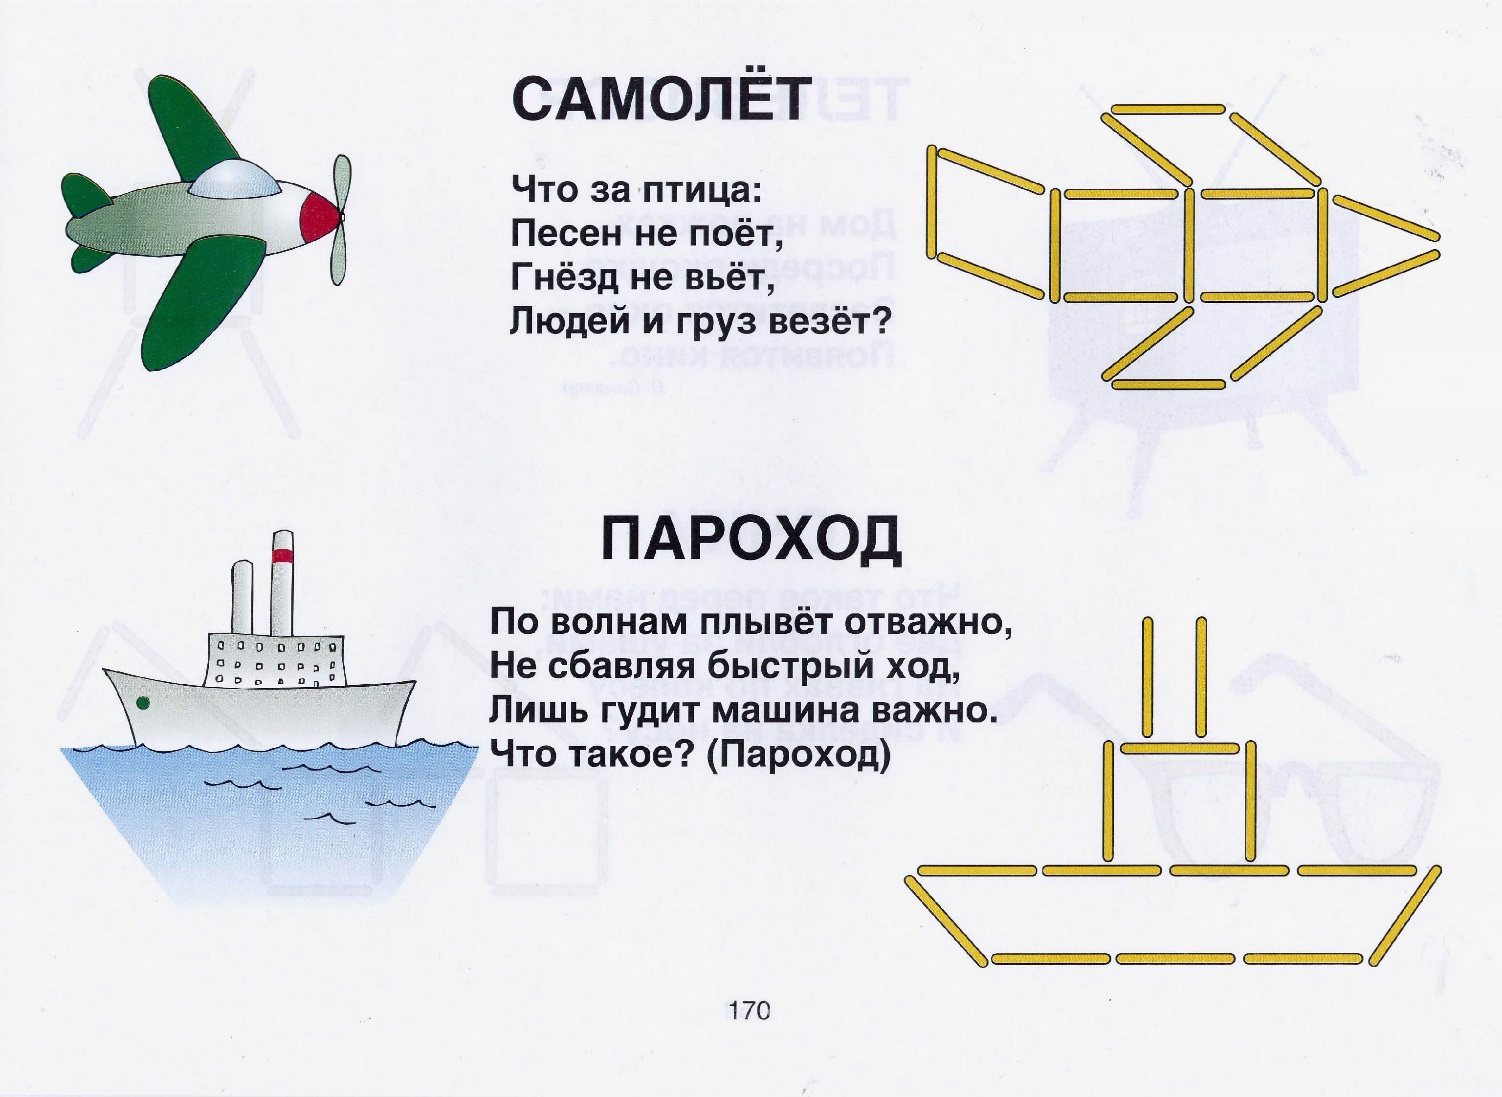 САМОЛЁТ
Что за птица:
Песен не поёт,
Гнёзд не вьёт,
Людей и груз везёт?
ПАРОХОД
По волнам плывёт отважно,
Не сбавляя быстрый ход,
Лишь гудит машина важно.
Что такое? (Пароход)
170